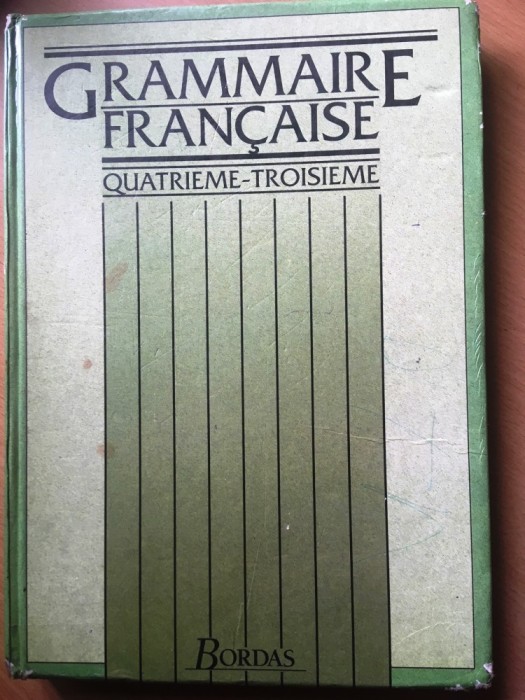 GRAMMAIRE
FRANÇAISE
QUATRIEME-TROISIEME
BORDAS